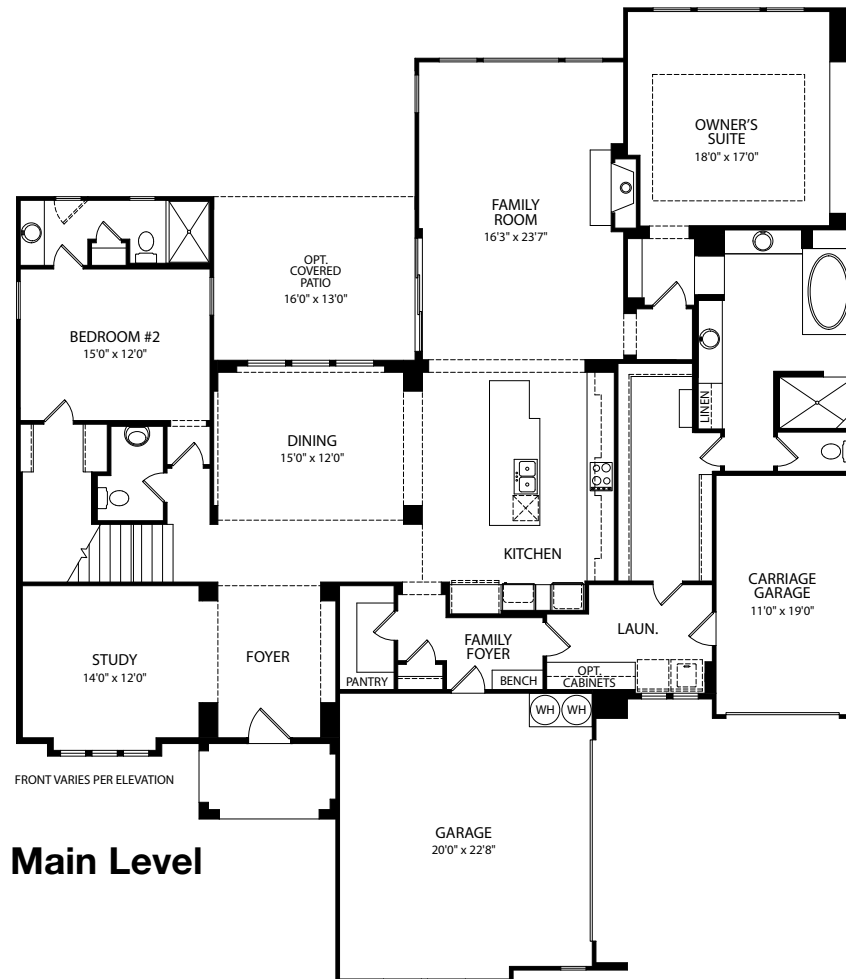 OWNER'S
SUITE
18'0" x 17'0"
FAMILY
ROOM
16'3" x 23'7"
OPT.
COVERED
PATIO
16'0" x 13'0"
BEDROOM #2
15'0" x 12'0"
LINEN
DINING
15'0" x 12'0"
KITCHEN
CARRIAGE
GARAGE
11'0" x 19'0"
LAUN.
FAMILY
FOYER
STUDY
14'0" x 12'0"
FOYER
PANTRY
BENCH
OPT.
CABINETS
WH
WH
FRONT VARIES PER ELEVATION
GARAGE
20'0" x 22'8"
Main Level